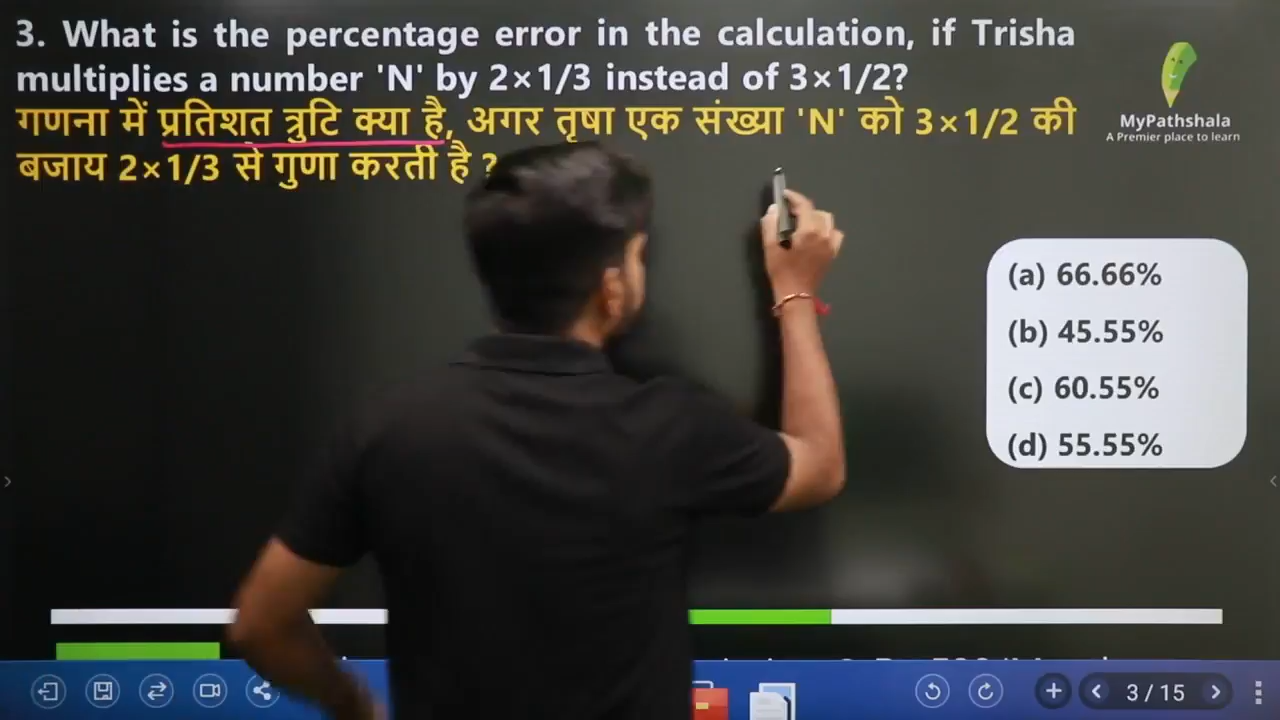 3. What is the percentage error in the calculation, if Trisha
multiplies a number 'N' by 2×1/3 instead of 3×1/2?
गणना में प्रतिशत त्रुटि क्या है, अगर तृषा एक संख्या 'N' को 3×1/2 की
बजाय 2×1/3 से गुणा करती है ?
MyPathshala
A Premier place to learn
(a) 66.66%
(b) 45.55%
(c) 60.55%
(d) 55.55%
3 / 15